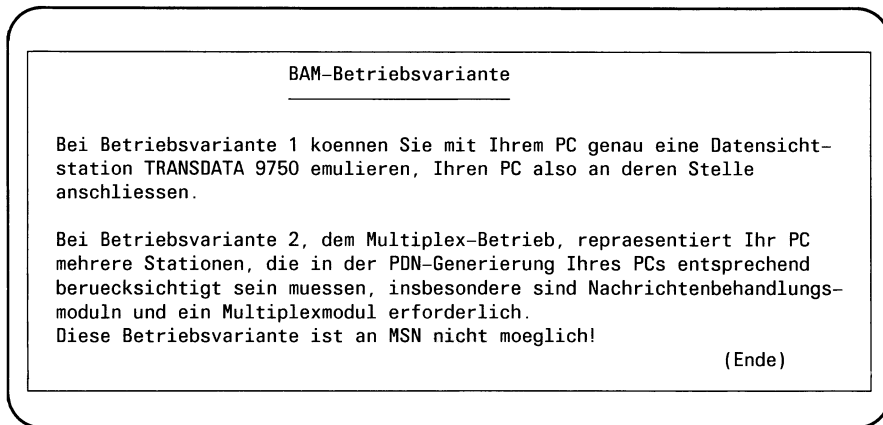 BAM-Betriebsvariante
Bei Betriebsvariante 1 koennen Sie mit Ihrem PC genau eine Datensicht-
station TRANSDATA 9750 emulieren, Ihren PC also an deren Stelle
anschliessen.
Bei Betriebsvariante 2, dem Multiplex-Betrieb, repraesentiert Ihr PC
mehrere Stationen, die in der PDN-Generierung Ihres PCs entsprechend
beruecksichtigt sein muessen, insbesondere sind Nachrichtenbehandlungs-
moduln und ein Multiplexmodul erforderlich.
Diese Betriebsvariante ist an MSN nicht moeglich!
(Ende)